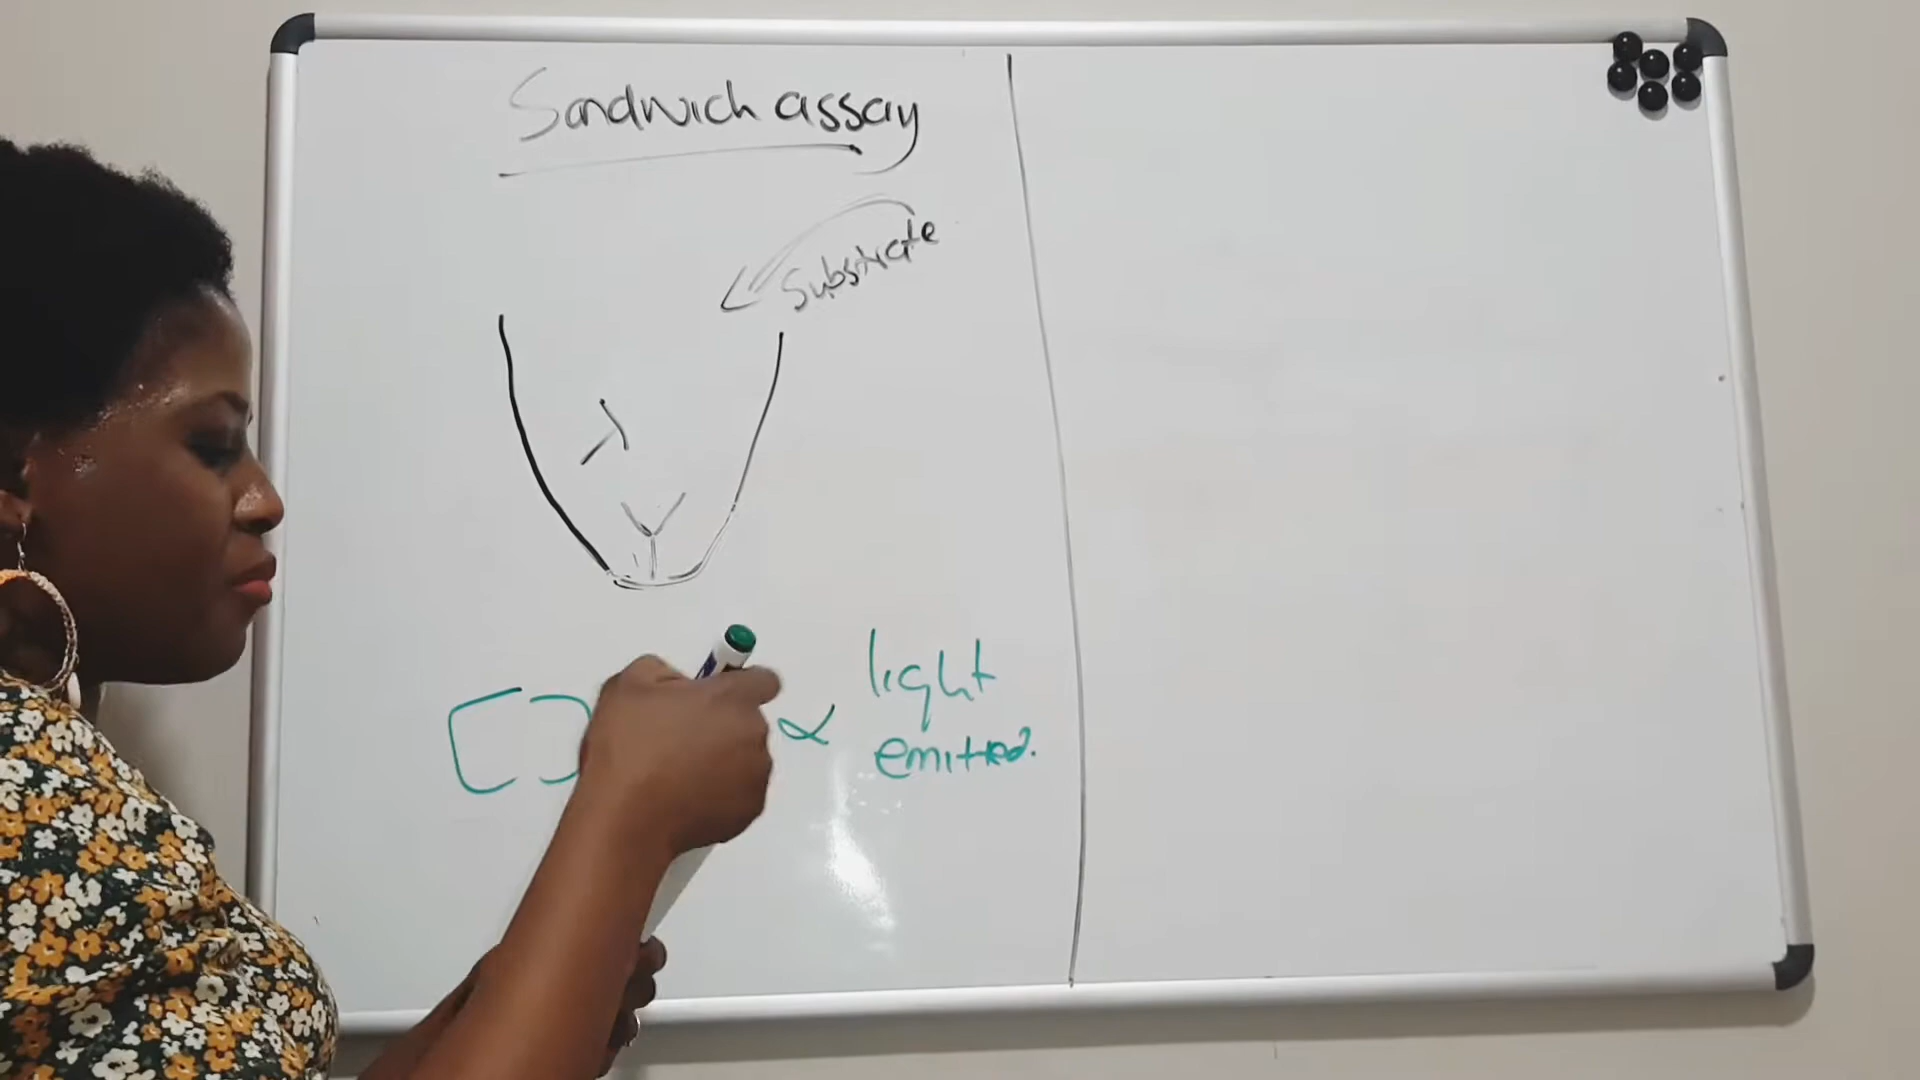 Sandwich assay
Substrate
[ ] ∝ light
emitted.